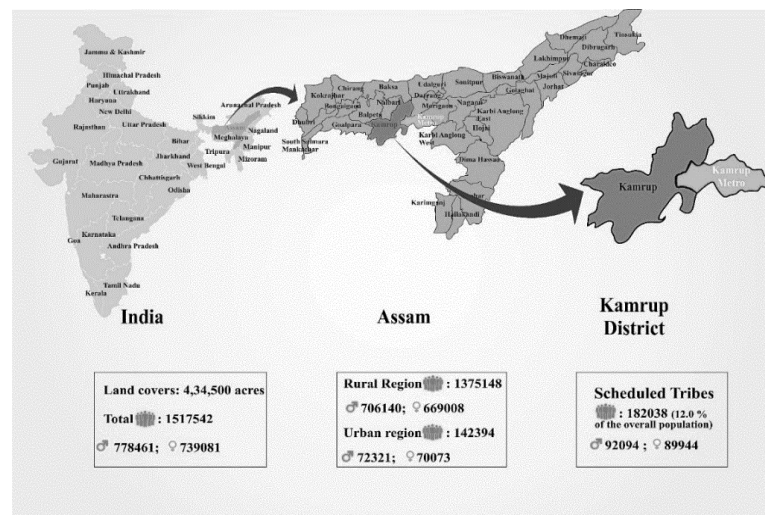 Jammu & Kashmir
Himachal Pradesh
Punjab
Uttrakhand
Haryana
New Delhi
Rajasthan
Uttar Pradesh
Sikkim
Arunachal Pradesh
Assam
Nagaland
Meghalaya
Manipur
Bihar
Tripura
Mizoram
Gujarat
Madhya Pradesh
Jharkhand
West Bengal
Chhattisgarh
Odisha
Maharastra
Telangana
Goa
Karnataka
Andhra Pradesh
Tamil Nadu
Kerala
India
Dhemaji
Tinsukia
Dibrugarh
Lakhimpur
Charaideo
Sivasagar
Majuli
Jorhat
Biswanath
Golaghat
Sonitpur
Udalguri
Baksa
Chirang
Kokrajhar
Bongaigaon
Nalbari
Darrang
Barpeta
Morigaon
Nagaon
Dhubri
Goalpara
Kamrup
Kamrup
Metro
Karbi Anglong
East
Hojai
South Salmara
Mankachar
Karbi Anglong
West
Dima Hasao
Karimganj
Hailakandi
Assam
Kamrup
Kamrup
Metro
Kamrup
District
Land covers: 4,34,500 acres
Total : 1517542
♂ 778461; ♀ 739081
Rural Region : 1375148
♂ 706140; ♀ 669008
Urban region : 142394
♂ 72321; ♀ 70073
Scheduled Tribes
: 182038 (12.0 %
of the overall population)
♂ 92094 ; ♀ 89944